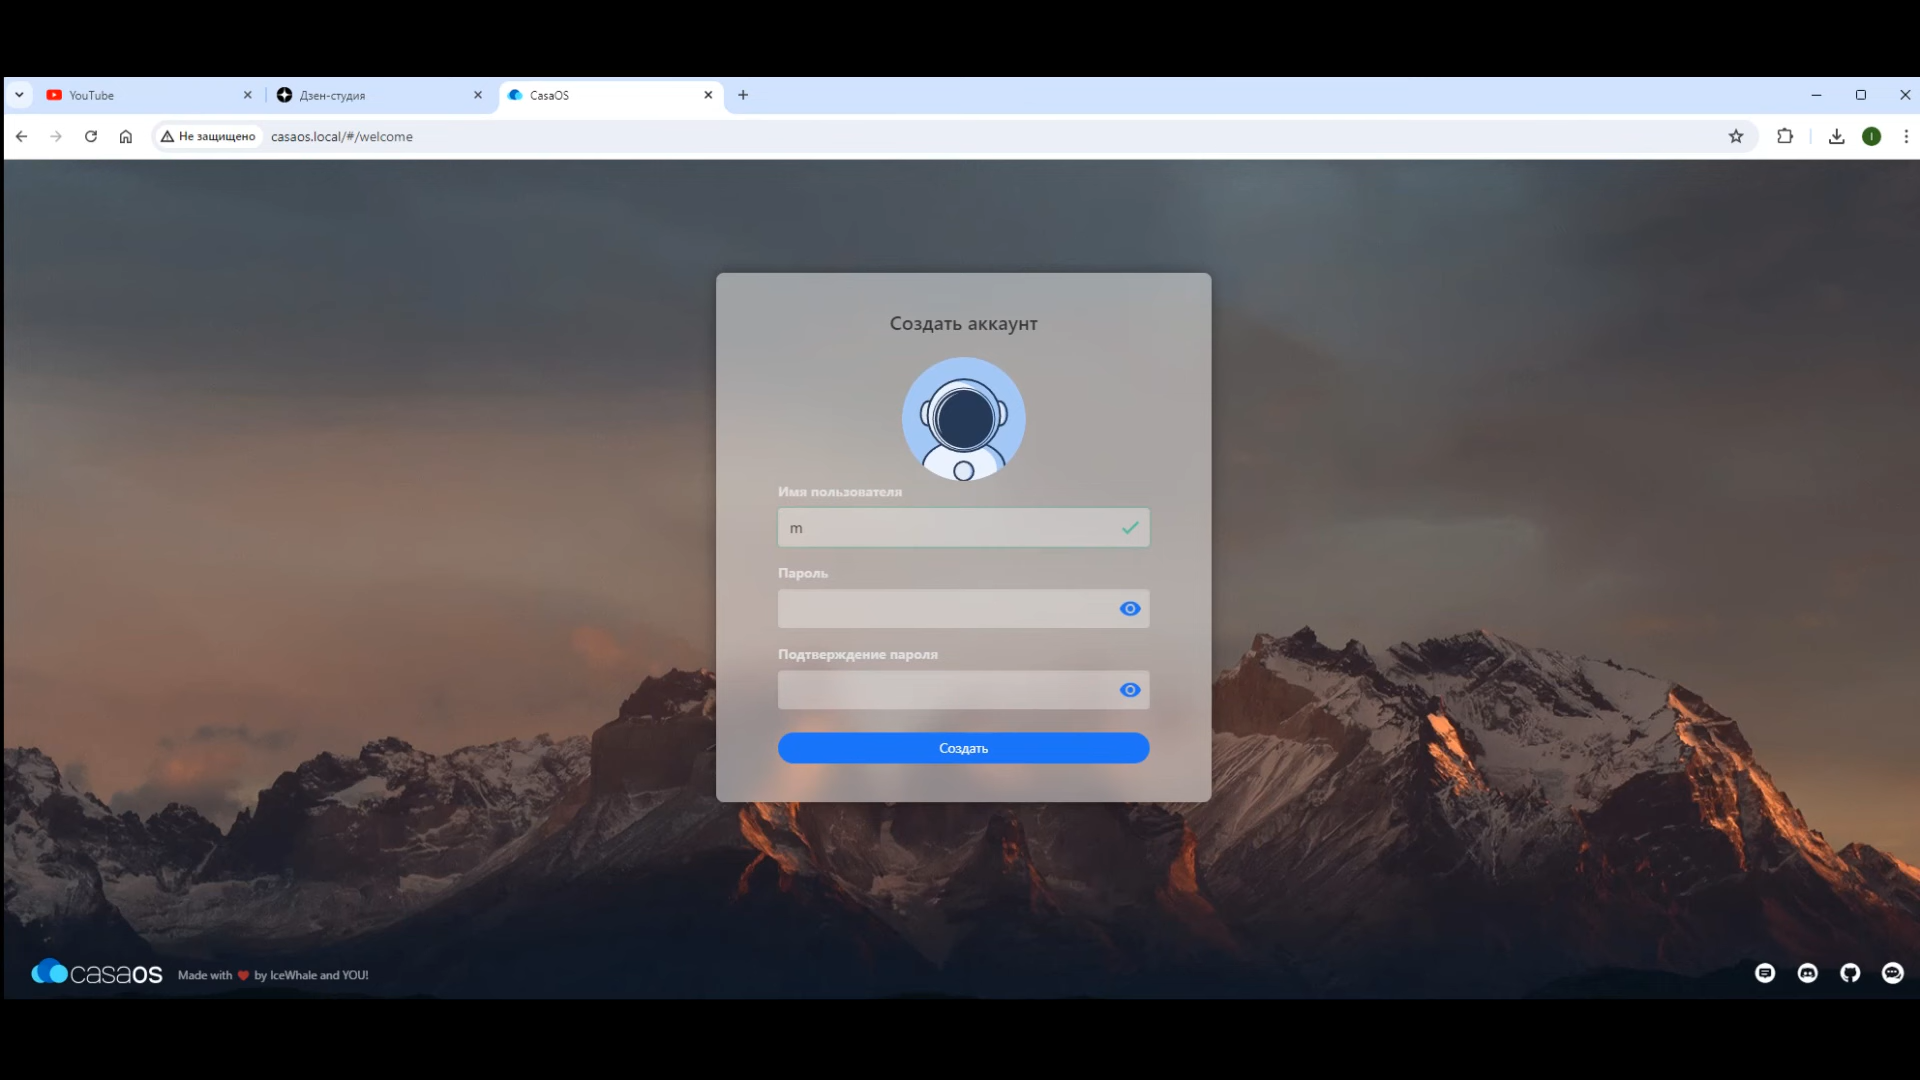 YouTube
Дзен-студия
CasaOS
Не защищено
casaos.local/#/welcome
I
Создать аккаунт
Имя пользователя
m
Пароль
Подтверждение пароля
Создать
casaOS
Made with ❤ by IceWhale and YOU!